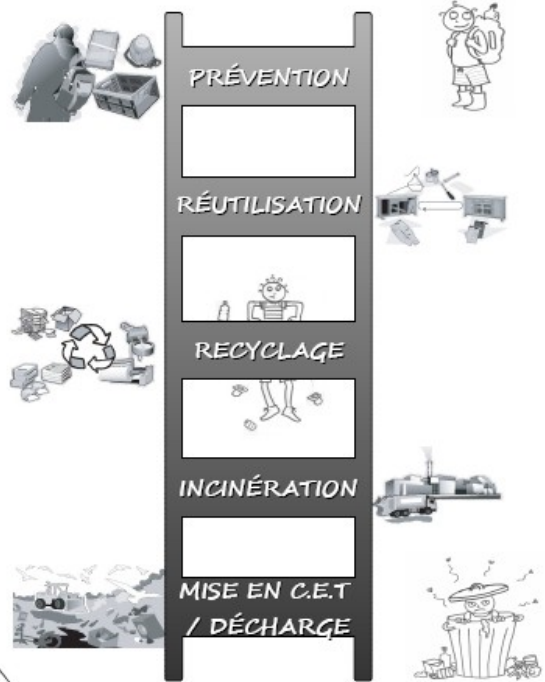 PRÉVENTION
RÉUTILISATION
RECYCLAGE
INCINÉRATION
MISE EN C.E.T
/ DÉCHARGE